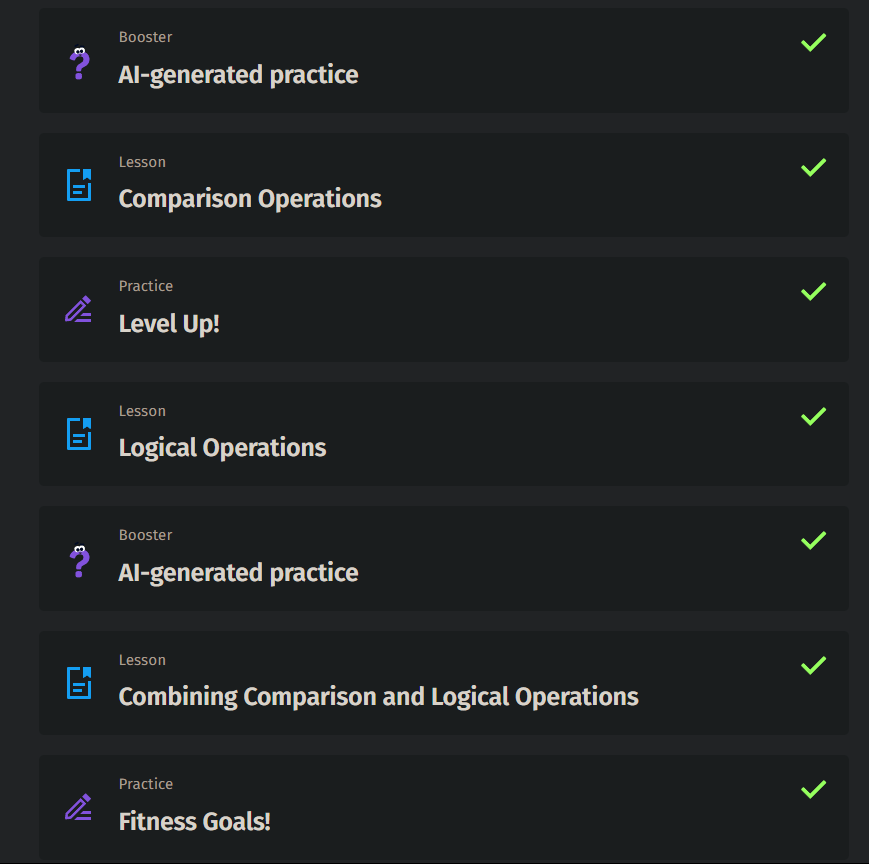 Booster
AI-generated practice
Lesson
Comparison Operations
Practice
Level Up!
Lesson
Logical Operations
Booster
AI-generated practice
Lesson
Combining Comparison and Logical Operations
Practice
Fitness Goals!